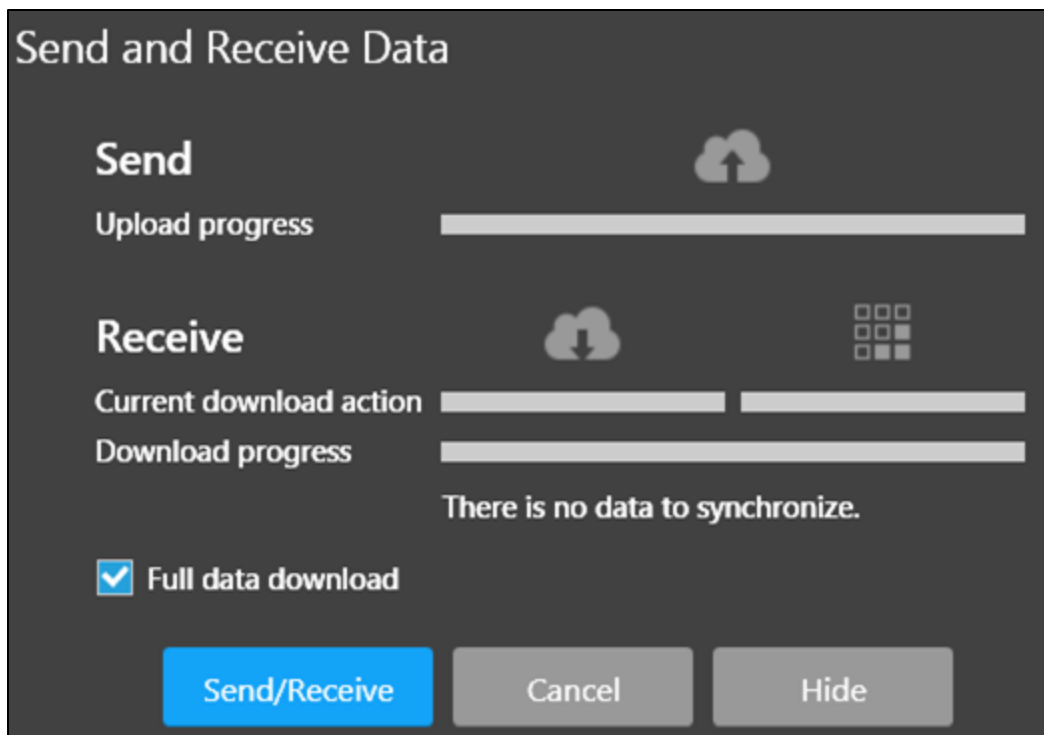 Send and Receive Data
Send
Upload progress
Receive
Current download action
Download progress
There is no data to synchronize.
Full data download
Send/Receive
Cancel
Hide